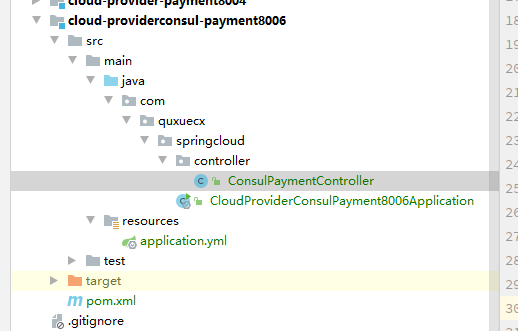 cloud-provider-payment8004
cloud-providerconsul-payment8006
src
main
java
com
quxuecx
springcloud
controller
ConsulPaymentController
CloudProviderConsulPayment8006Application
resources
application.yml
test
target
pom.xml
.gitignore
18
19
20
21
22
23
24
25
26
27
28
29
30